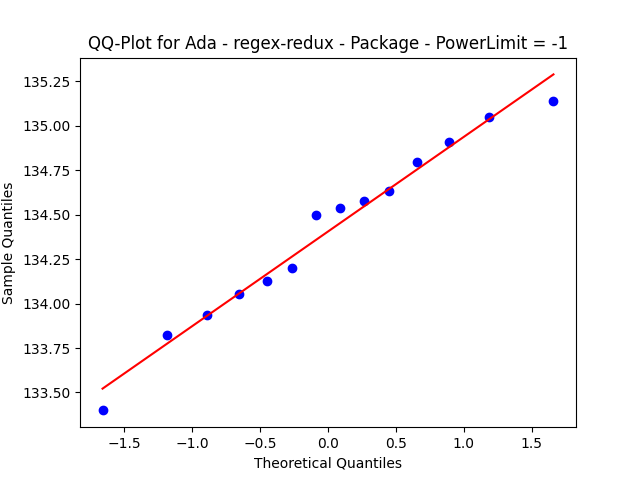 QQ-Plot for Ada - regex-redux - Package - PowerLimit = -1
135.25
135.00
134.75
134.50
134.25
134.00
133.75
133.50
Sample Quantiles
−1.5 −1.0 −0.5 0.0 0.5 1.0 1.5
Theoretical Quantiles